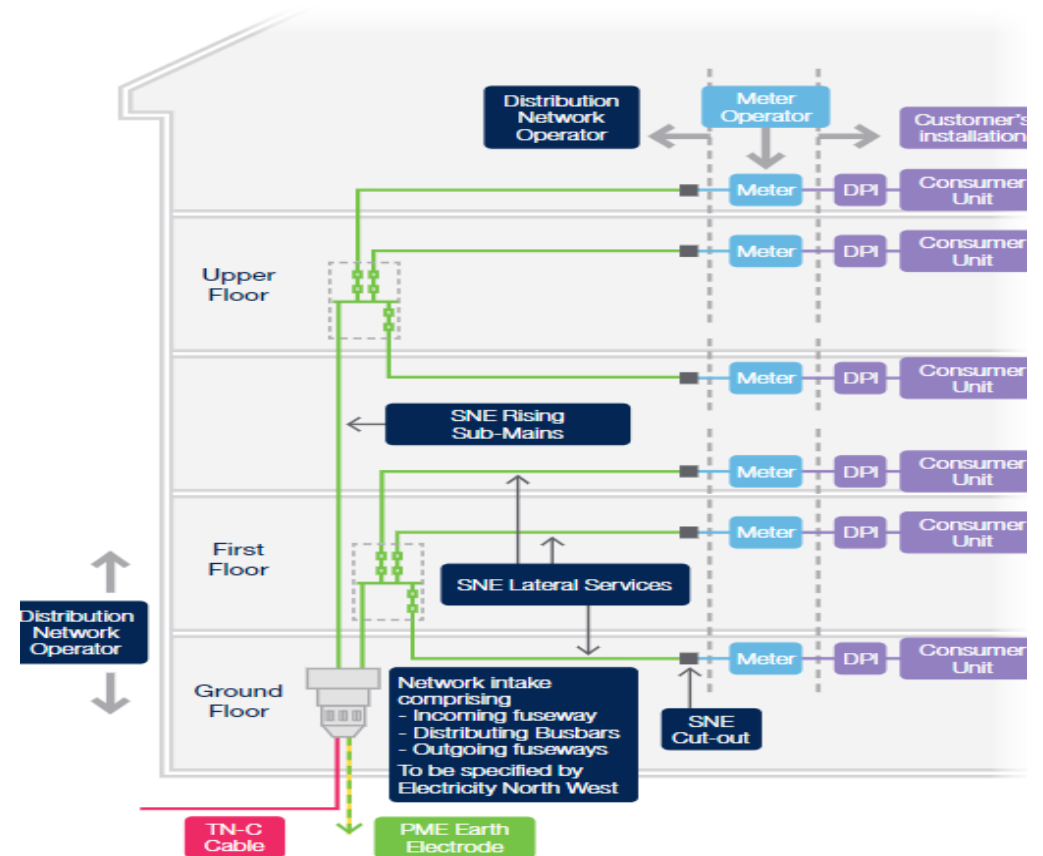 Distribution
Network
Operator
Meter
Operator
Customer's
installation
Meter
DPI
Consumer
Unit
Upper
Floor
Meter
DPI
Consumer
Unit
Meter
DPI
Consumer
Unit
SNE Rising
Sub-Mains
Meter
DPI
Consumer
Unit
First
Floor
Meter
DPI
Consumer
Unit
SNE Lateral Services
Distribution
Network
Operator
Ground
Floor
Network intake
comprising
- Incoming fuseway
- Distributing Busbars
- Outgoing fuseways
To be specified by
Electricity North West
Meter
DPI
Consumer
Unit
SNE
Cut-out
TN-C
Cable
PME Earth
Electrode